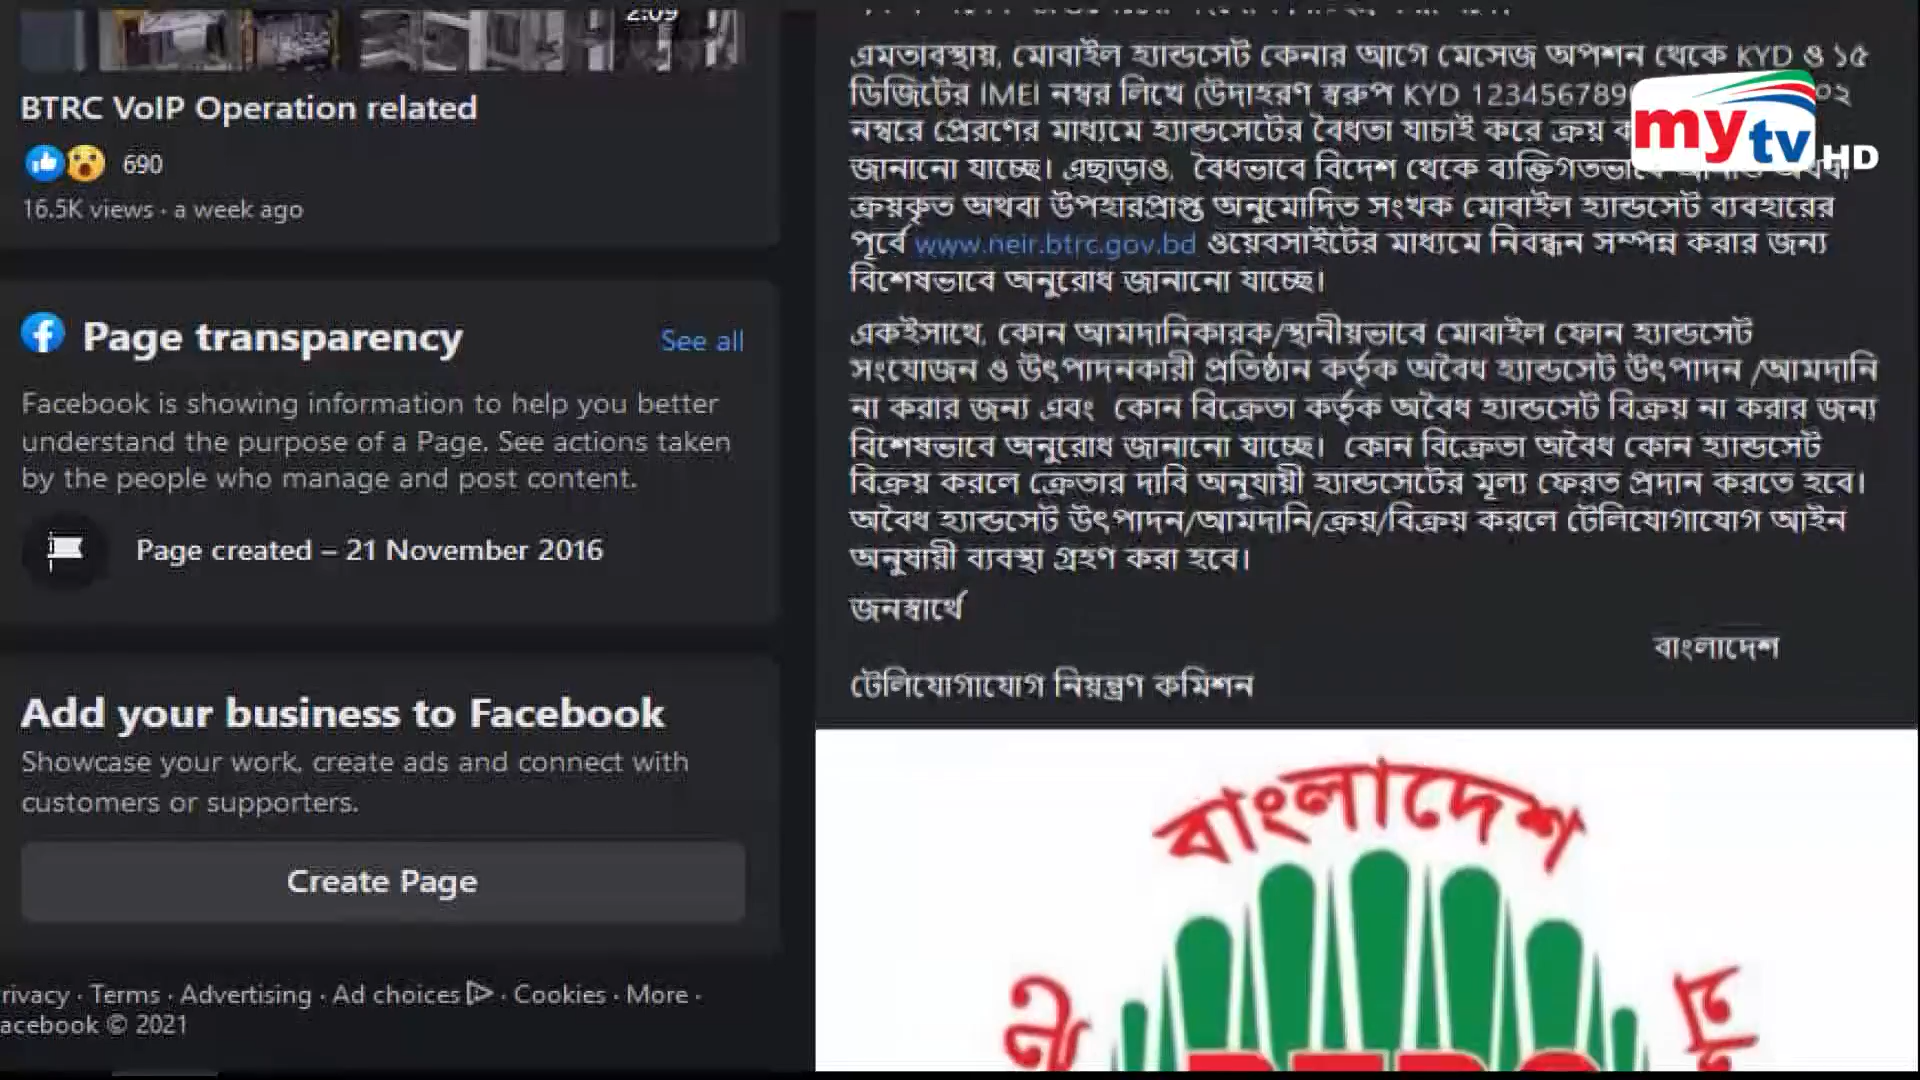 2:09
BTRC VoIP Operation related
690
16.5K views · a week ago
Page transparency
See all
Facebook is showing information to help you better
understand the purpose of a Page. See actions taken
by the people who manage and post content.
Page created – 21 November 2016
Add your business to Facebook
Showcase your work, create ads and connect with
customers or supporters.
Create Page
rivacy · Terms · Advertising · Ad choices · Cookies · More ·
acebook © 2021
এমতাবস্থায়, মোবাইল হ্যান্ডসেট কেনার আগে মেসেজ অপশন থেকে KYD ও ১৫
ডিজিটের IMEI নম্বর লিখে (উদাহরণ স্বরুপ KYD 123456789
নম্বরে প্রেরণের মাধ্যমে হ্যান্ডসেটের বৈধতা যাচাই করে ক্রয়
জানানো যাচ্ছে। এছাড়াও, বৈধভাবে বিদেশ থেকে ব্যক্তিগতভাবে
ক্রয়কৃত অথবা উপহারপ্রাপ্ত অনুমোদিত সংখক মোবাইল হ্যান্ডসেট ব্যবহারের
পূর্বে www.neir.btrc.gov.bd ওয়েবসাইটের মাধ্যমে নিবন্ধন সম্পন্ন করার জন্য
বিশেষভাবে অনুরোধ জানানো যাচ্ছে।
একইসাথে, কোন আমদানিকারক/স্থানীয়ভাবে মোবাইল ফোন হ্যান্ডসেট
সংযোজন ও উৎপাদনকারী প্রতিষ্ঠান কর্তৃক অবৈধ হ্যান্ডসেট উৎপাদন /আমদানি
না করার জন্য এবং কোন বিক্রেতা কর্তৃক অবৈধ হ্যান্ডসেট বিক্রয় না করার জন্য
বিশেষভাবে অনুরোধ জানানো যাচ্ছে। কোন বিক্রেতা অবৈধ কোন হ্যান্ডসেট
বিক্রয় করলে ক্রেতার দাবি অনুযায়ী হ্যান্ডসেটের মূল্য ফেরত প্রদান করতে হবে।
অবৈধ হ্যান্ডসেট উৎপাদন/আমদানি/ক্রয়/বিক্রয় করলে টেলিযোগাযোগ আইন
অনুযায়ী ব্যবস্থা গ্রহণ করা হবে।
জনস্বার্থে
বাংলাদেশ
টেলিযোগাযোগ নিয়ন্ত্রণ কমিশন
my tv HD
বাংলাদেশ